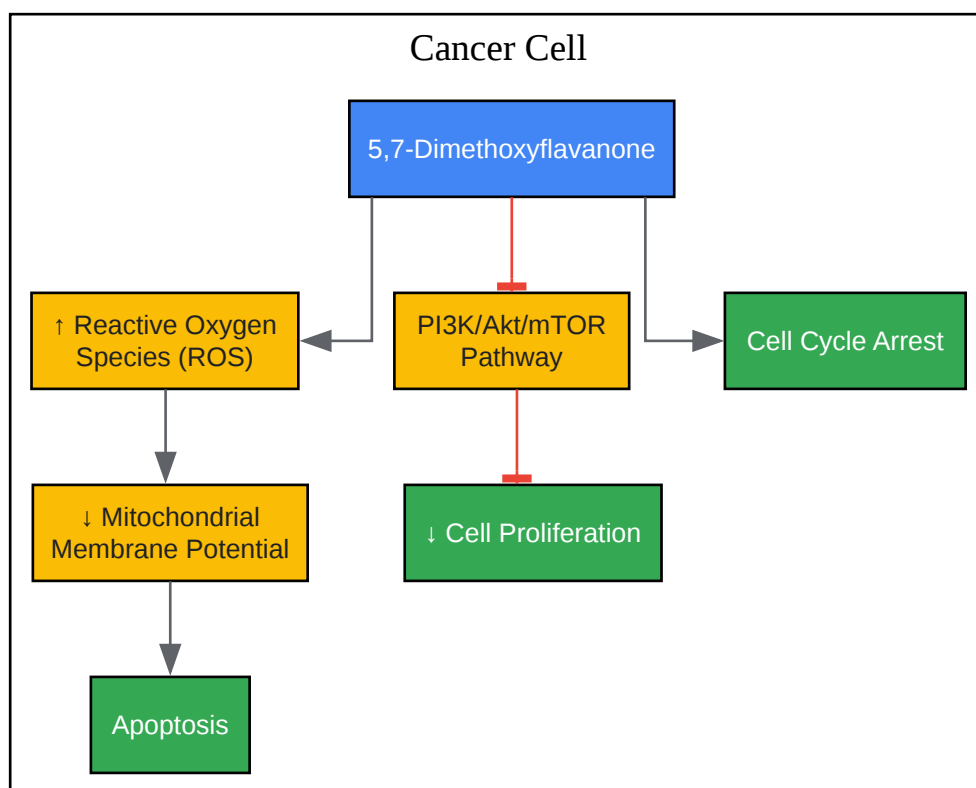 Cancer Cell
5,7-Dimethoxyflavanone
↑ Reactive Oxygen
Species (ROS)
PI3K/Akt/mTOR
Pathway
Cell Cycle Arrest
↓ Mitochondrial
Membrane Potential
↓ Cell Proliferation
Apoptosis